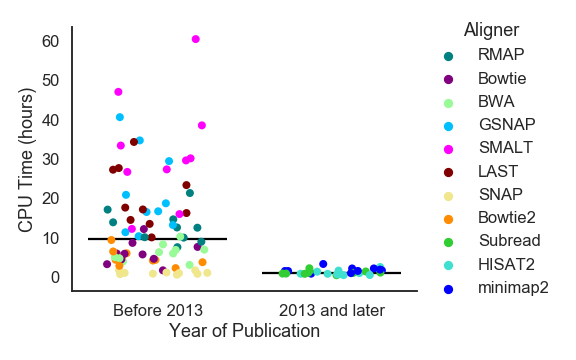 Aligner
RMAP
Bowtie
BWA
GSNAP
SMALT
LAST
SNAP
Bowtie2
Subread
HISAT2
minimap2
CPU Time (hours)
60
50
40
30
20
10
0
Before 2013
2013 and later
Year of Publication